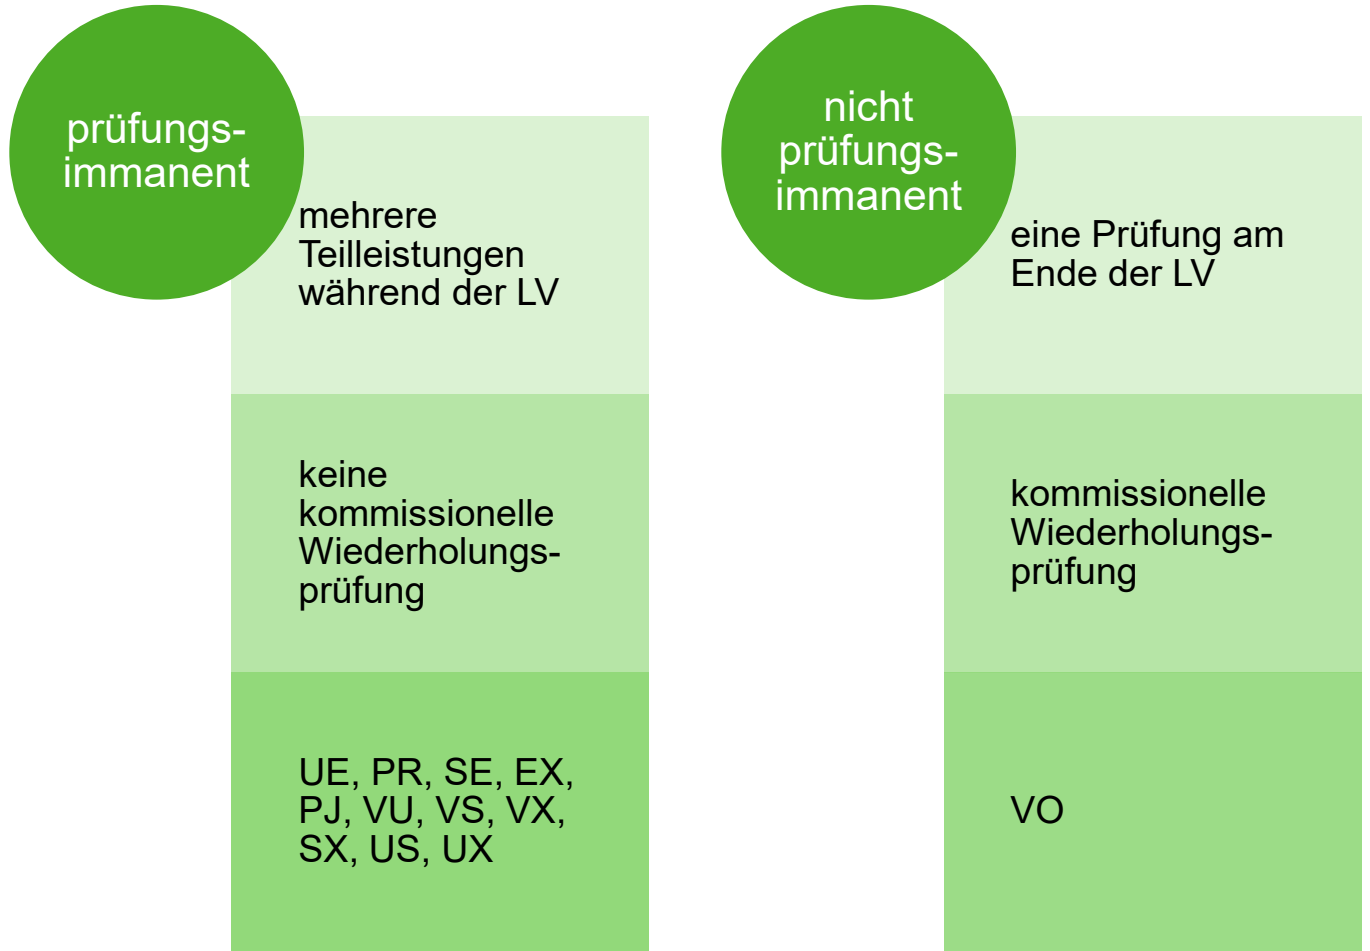 prüfungs-
immanent
mehrere
Teilleistungen
während der LV
keine
kommissionelle
Wiederholungs-
prüfung
UE, PR, SE, EX,
PJ, VU, VS, VX,
SX, US, UX
nicht
prüfungs-
immanent
eine Prüfung am
Ende der LV
kommissionelle
Wiederholungs-
prüfung
VO